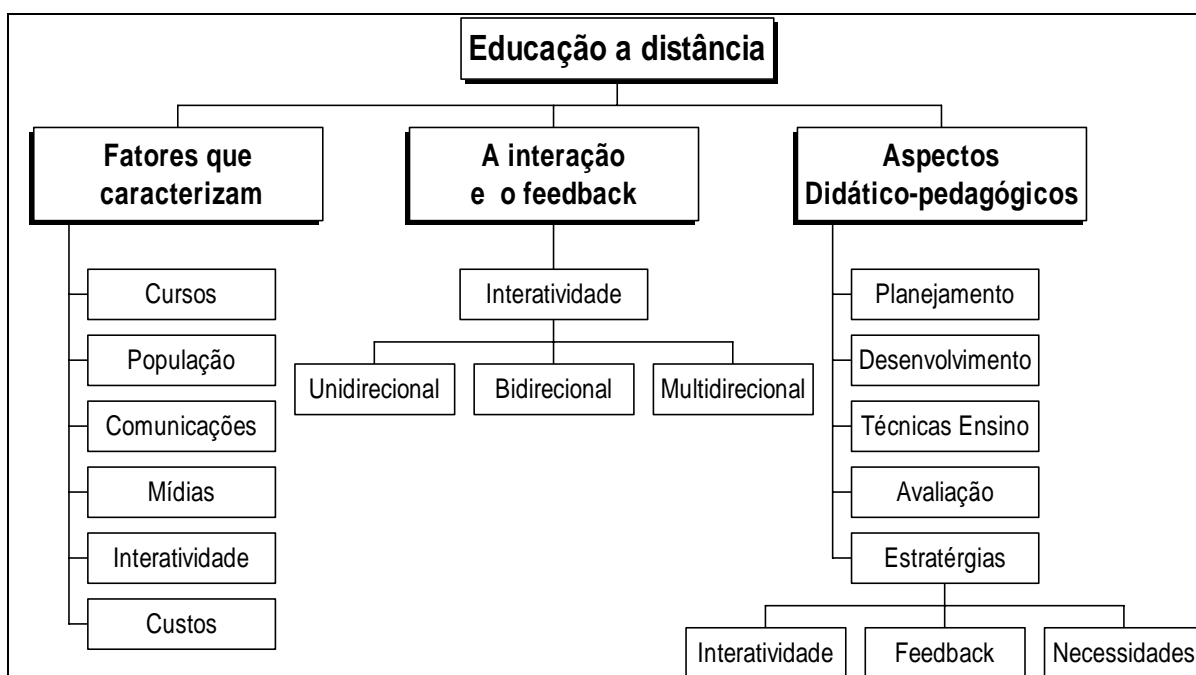 Educação a distância
Fatores que
caracterizam
A interação
e o feedback
Aspectos
Didático-pedagógicos
Cursos
População
Comunicações
Mídias
Interatividade
Custos
Interatividade
Unidirecional
Bidirecional
Multidirecional
Planejamento
Desenvolvimento
Técnicas Ensino
Avaliação
Estratérgias
Interatividade
Feedback
Necessidades